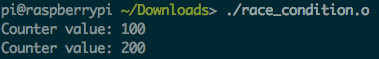 pi@raspberrypi ~/Downloads> ./race_condition.o
Counter value: 100
Counter value: 200